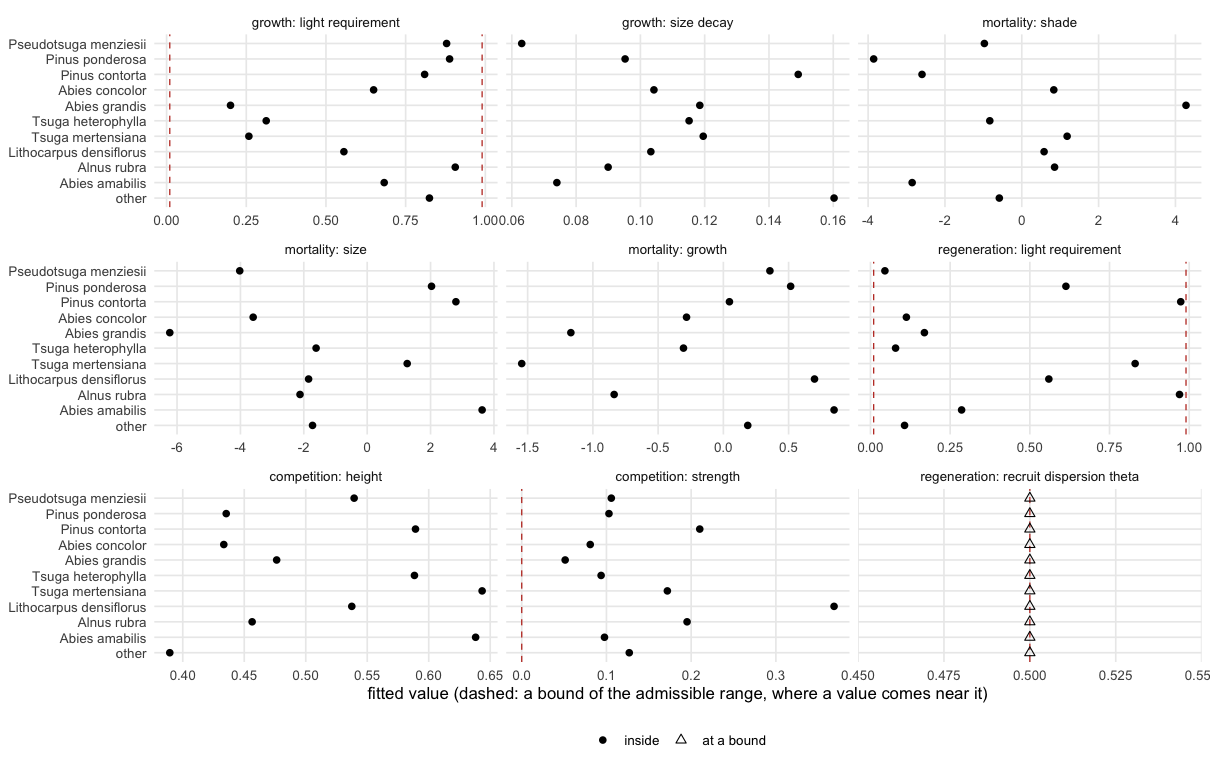 growth: light requirement
growth: size decay
mortality: shade
Pseudotsuga menziesii
Pinus ponderosa
Pinus contorta
Abies concolor
Abies grandis
Tsuga heterophylla
Tsuga mertensiana
Lithocarpus densiflorus
Alnus rubra
Abies amabilis
other
0.00 0.25 0.50 0.75 1.00
0.06 0.08 0.10 0.12 0.14 0.16
-4 -2 0 2 4
mortality: size
mortality: growth
regeneration: light requirement
Pseudotsuga menziesii
Pinus ponderosa
Pinus contorta
Abies concolor
Abies grandis
Tsuga heterophylla
Tsuga mertensiana
Lithocarpus densiflorus
Alnus rubra
Abies amabilis
other
-6 -4 -2 0 2 4
-1.5 -1.0 -0.5 0.0 0.5
0.00 0.25 0.50 0.75 1.00
competition: height
competition: strength
regeneration: recruit dispersion theta
Pseudotsuga menziesii
Pinus ponderosa
Pinus contorta
Abies concolor
Abies grandis
Tsuga heterophylla
Tsuga mertensiana
Lithocarpus densiflorus
Alnus rubra
Abies amabilis
other
0.40 0.45 0.50 0.55 0.60 0.65
0.0 0.1 0.2 0.3
0.450 0.475 0.500 0.525 0.55
fitted value (dashed: a bound of the admissible range, where a value comes near it)
inside at a bound